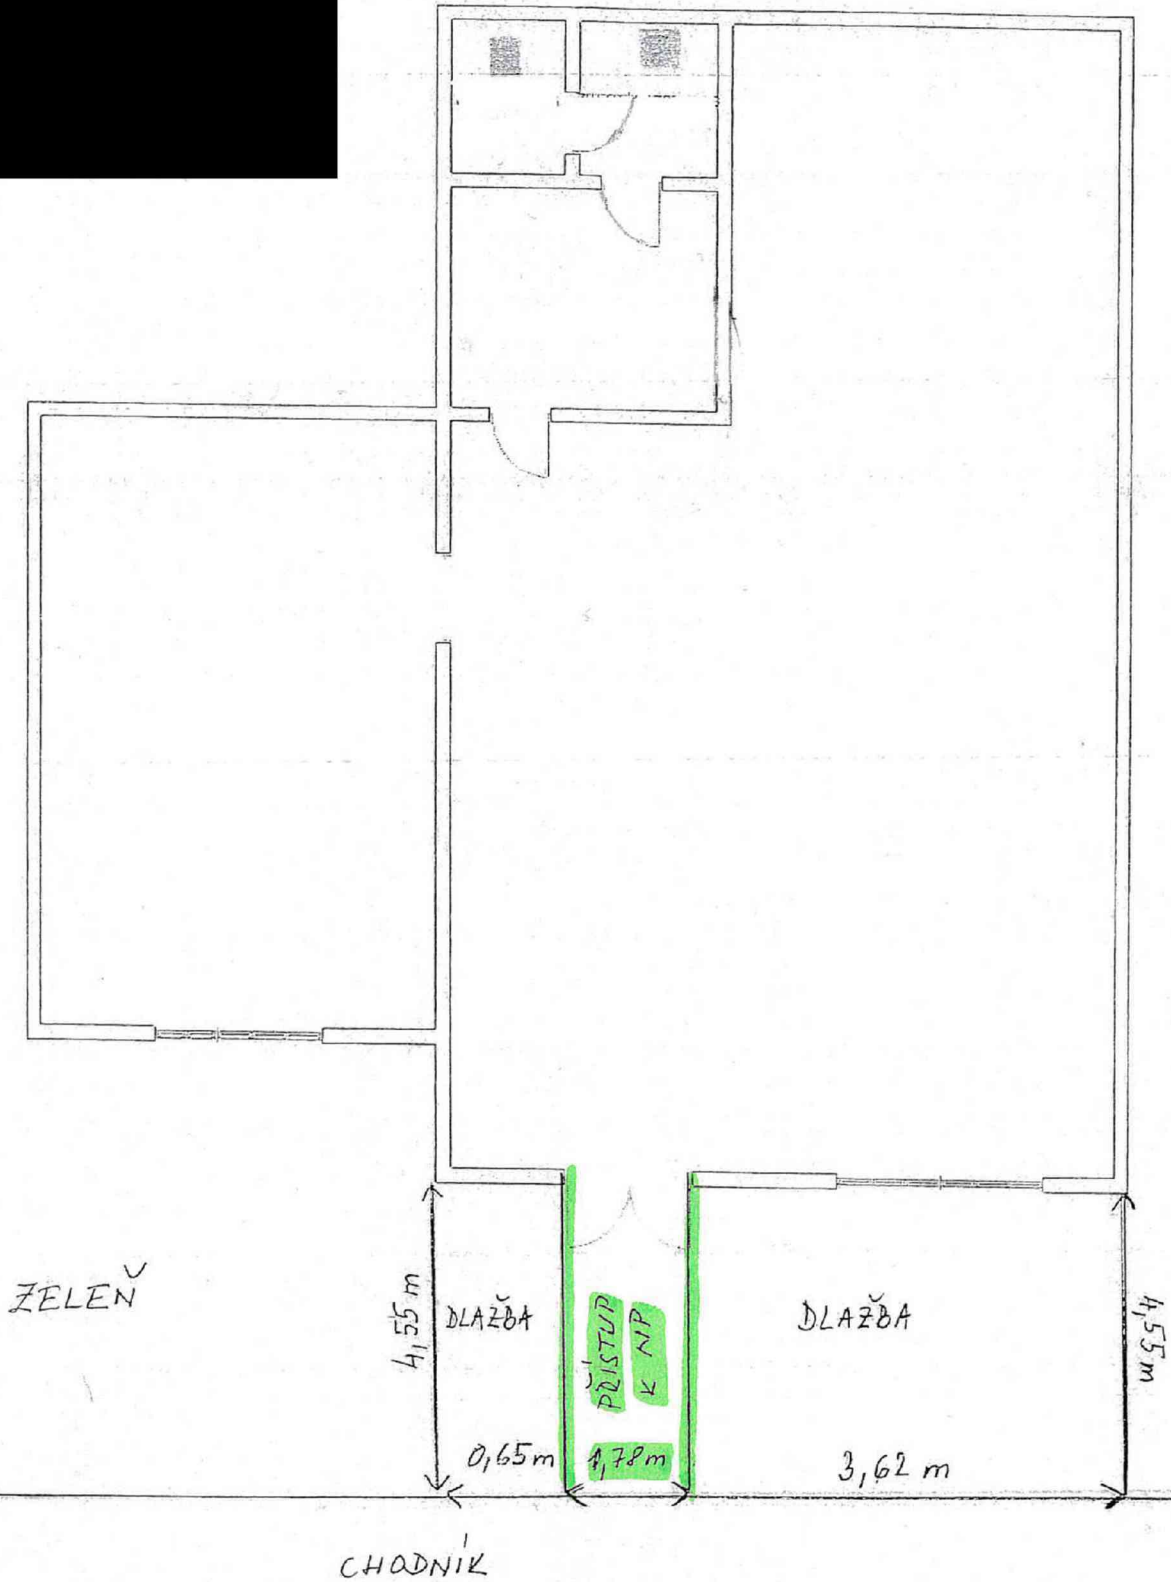 ZELEŇ
4,55 m
DLAŽBA
PŘÍSTUP
K NP
DLAŽBA
4,55 m
0,65 m
1,78 m
3,62 m
CHODNÍK